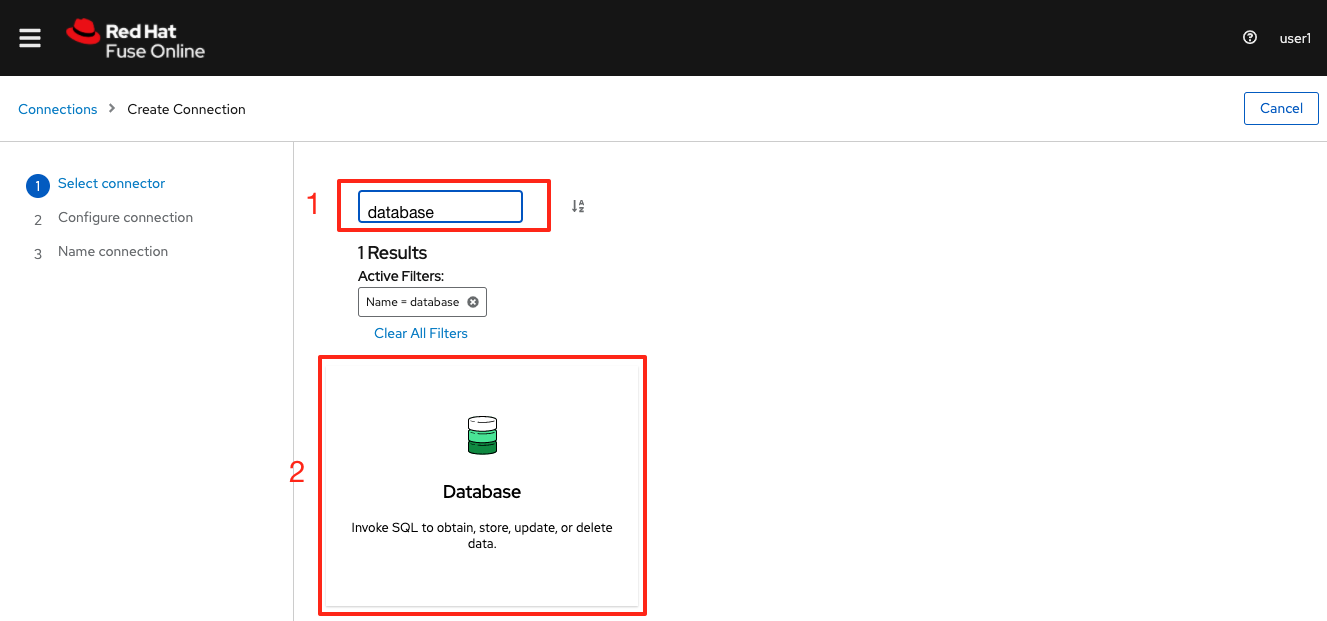 Red Hat
Fuse Online
user1
Connections
Create Connection
Cancel
1 Select connector
2 Configure connection
3 Name connection
1
database
1 Results
Active Filters:
Name = database
Clear All Filters
2
Database
Invoke SQL to obtain, store, update, or delete
data.